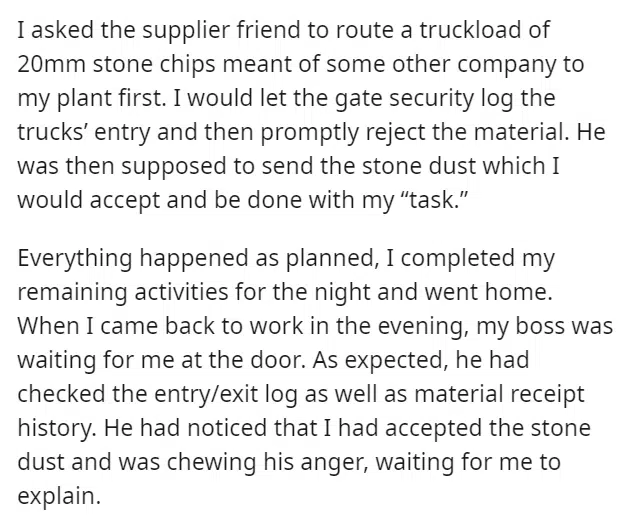 I asked the supplier friend to route a truckload of
20mm stone chips meant of some other company to
my plant first. I would let the gate security log the
trucks’ entry and then promptly reject the material. He
was then supposed to send the stone dust which I
would accept and be done with my “task.”
Everything happened as planned, I completed my
remaining activities for the night and went home.
When I came back to work in the evening, my boss was
waiting for me at the door. As expected, he had
checked the entry/exit log as well as material receipt
history. He had noticed that I had accepted the stone
dust and was chewing his anger, waiting for me to
explain.